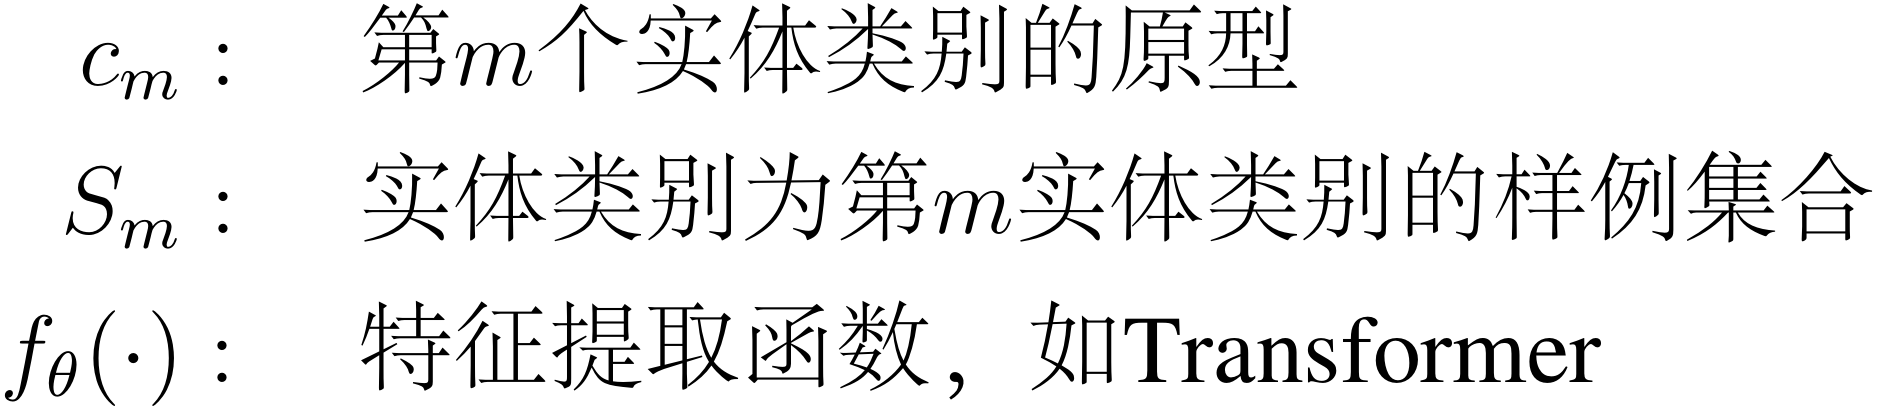 c_m : 第m个实体类别的原型
S_m : 实体类别为第m实体类别的样例集合
f_θ(·) : 特征提取函数，如Transformer